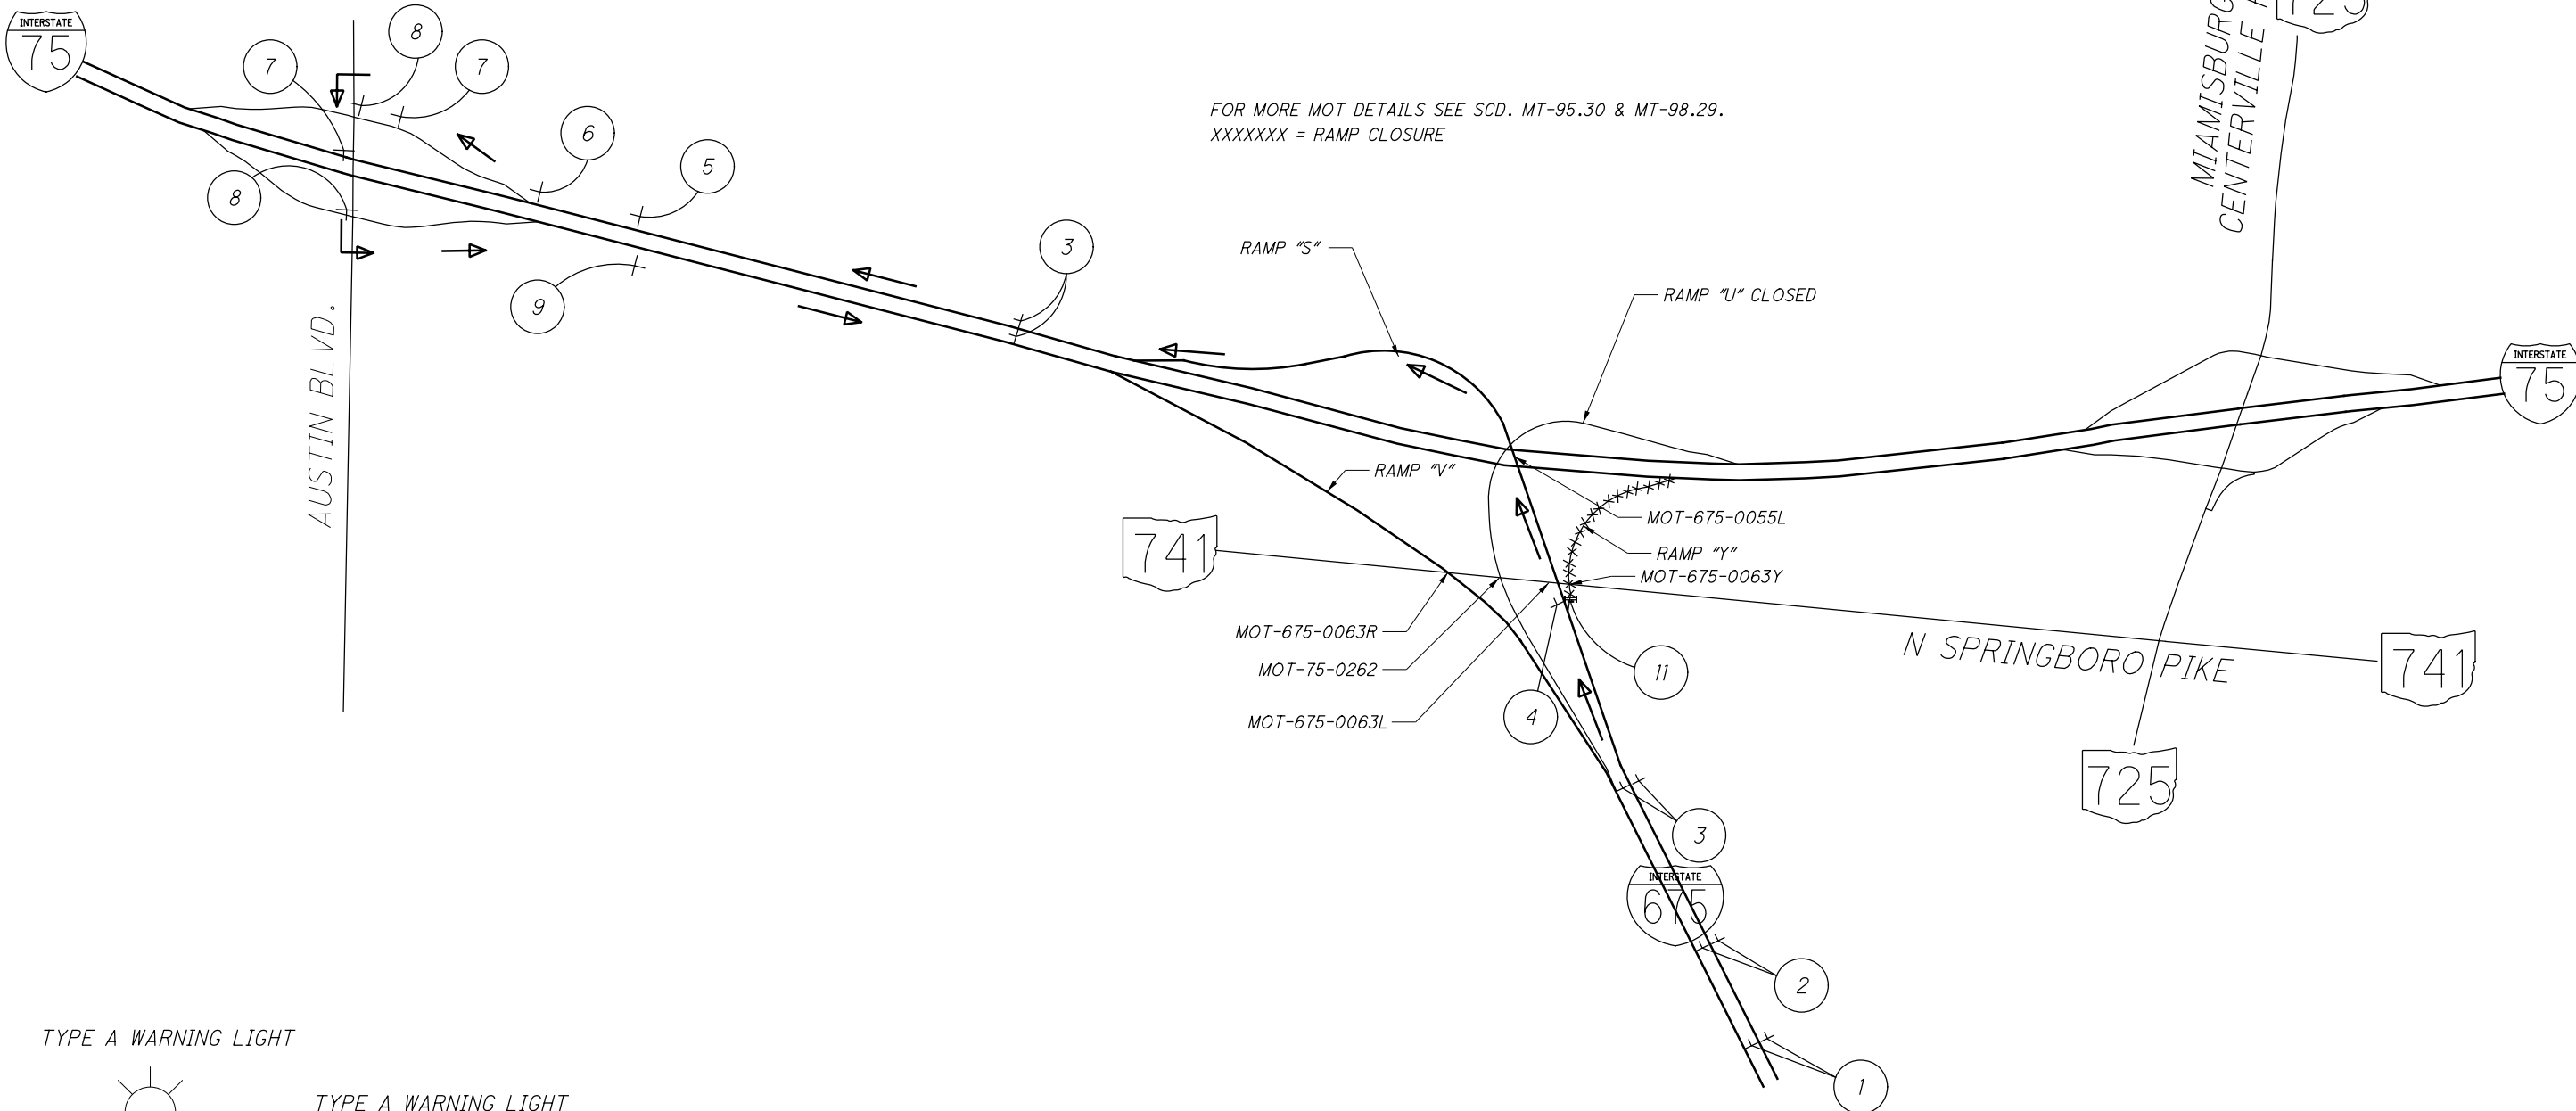 INTERSTATE
75
8
7
7
6
5
8
9
3
FOR MORE MOT DETAILS SEE SCD. MT-95.30 & MT-98.29.
XXXXXXX = RAMP CLOSURE
MIAMISBURG
CENTERVILLE
725
RAMP "S"
RAMP "U" CLOSED
AUSTIN BLVD.
INTERSTATE
75
RAMP "V"
741
MOT-675-0055L
RAMP "Y"
MOT-675-0063Y
MOT-675-0063R
MOT-75-0262
MOT-675-0063L
N SPRINGBORO PIKE
741
11
4
725
3
INTERSTATE
675
2
1
TYPE A WARNING LIGHT
TYPE A WARNING LIGHT